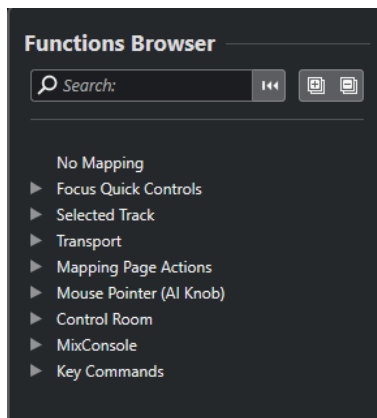 Functions Browser
Search:
No Mapping
Focus Quick Controls
Selected Track
Transport
Mapping Page Actions
Mouse Pointer (AI Knob)
Control Room
MixConsole
Key Commands